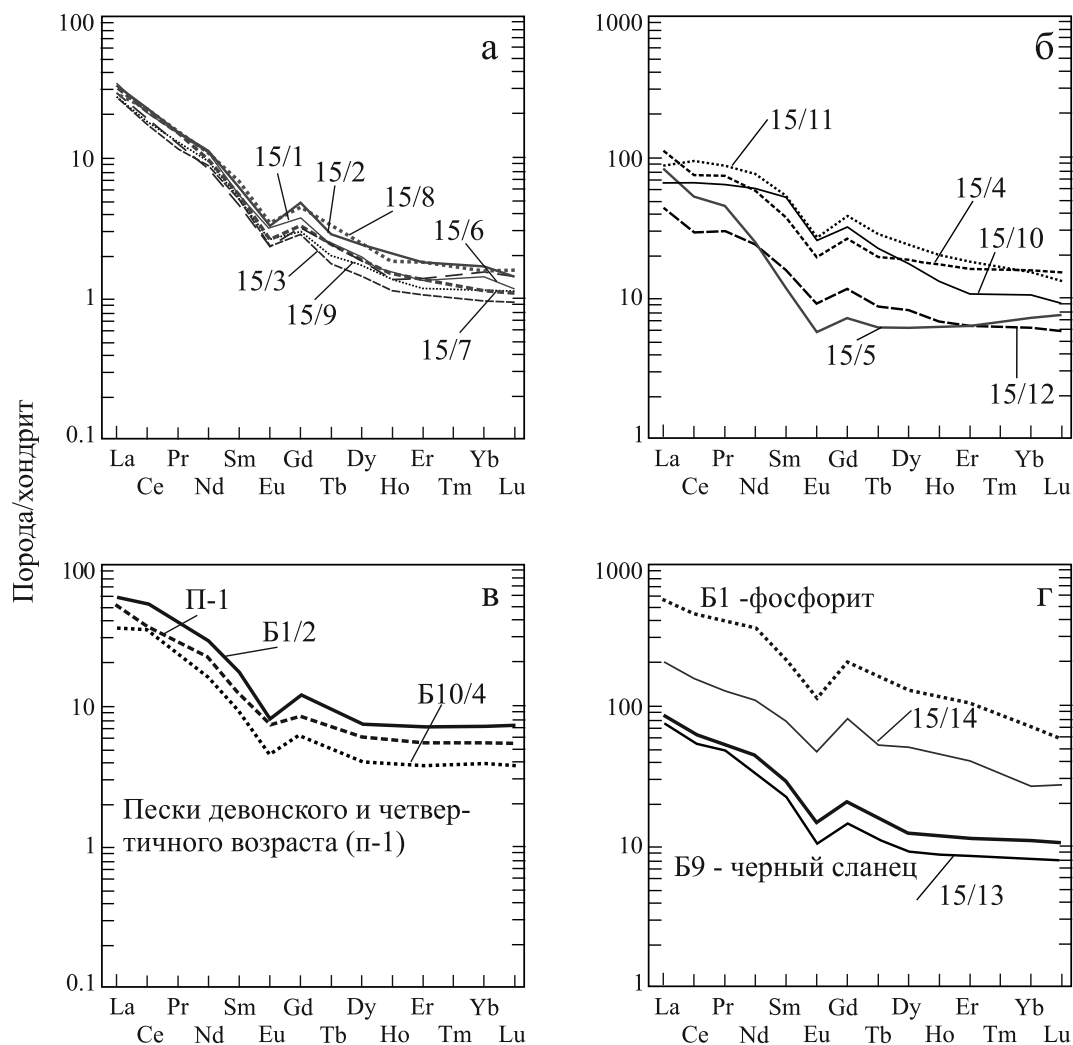 Порода/хондрит
100
10
1
0.1
а
15/1
15/2
15/8
15/6
15/3
15/9
15/7
La Pr Sm Gd Dy Er Yb
Ce Nd Eu Tb Ho Tm Lu
1000
100
10
1
б
15/11
15/4
15/10
15/5
15/12
La Pr Sm Gd Dy Er Yb
Ce Nd Eu Tb Ho Tm Lu
100
10
1
0.1
в
П-1
Б1/2
Б10/4
Пески девонского и четвер-
тичного возраста (п-1)
La Pr Sm Gd Dy Er Yb
Ce Nd Eu Tb Ho Tm Lu
1000
100
10
1
г
Б1 -фосфорит
15/14
Б9 - черный сланец
15/13
La Pr Sm Gd Dy Er Yb
Ce Nd Eu Tb Ho Tm Lu